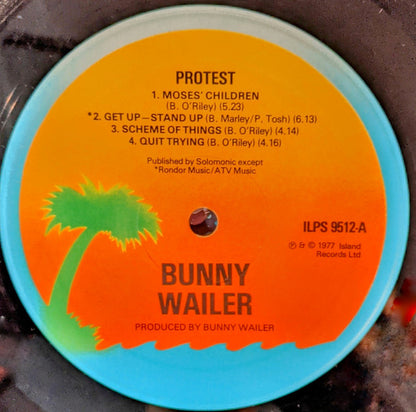 PROTEST
1. MOSES' CHILDREN
(B. O'Riley) (5.23)
*2. GET UP—STAND UP (B. Marley/P. Tosh) (6.13)
3. SCHEME OF THINGS (B. O'Riley) (4.14)
4. QUIT TRYING (B. O'Riley) (4.16)
Published by Solomonic except
*Rondor Music/ATV Music
ILPS 9512-A
℗ & © 1977 Island
Records Ltd
BUNNY
WAILER
PRODUCED BY BUNNY WAILER